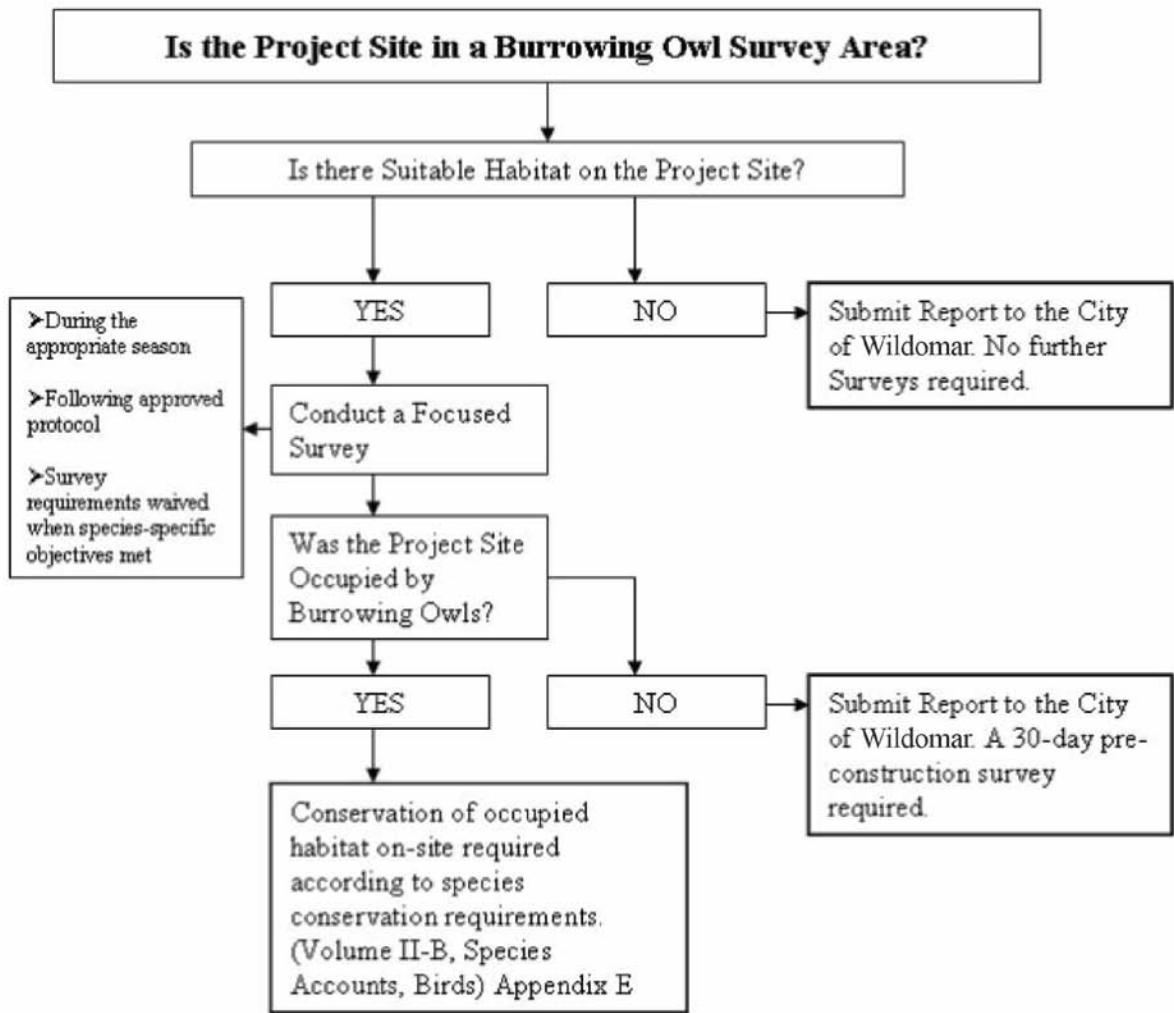 Is the Project Site in a Burrowing Owl Survey Area?
Is there Suitable Habitat on the Project Site?
YES
NO
Submit Report to the City
of Wildomar. No further
Surveys required.
➢During the
appropriate season
➢Following approved
protocol
➢Survey
requirements waived
when species-specific
objectives met
Conduct a Focused
Survey
Was the Project Site
Occupied by
Burrowing Owls?
YES
NO
Submit Report to the City
of Wildomar. A 30-day pre-
construction survey
required.
Conservation of occupied
habitat on-site required
according to species
conservation requirements.
(Volume II-B, Species
Accounts, Birds) Appendix E